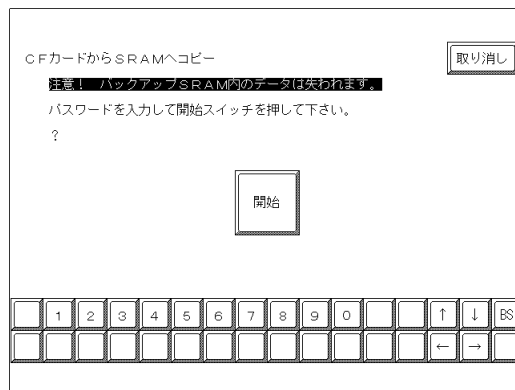 CFカードからSRAMへコピー
取り消し
注意！ バックアップSRAM内のデータは失われます。
パスワードを入力して開始スイッチを押して下さい。
?
開始
1 2 3 4 5 6 7 8 9 0 ↑ ↓ BS
← →